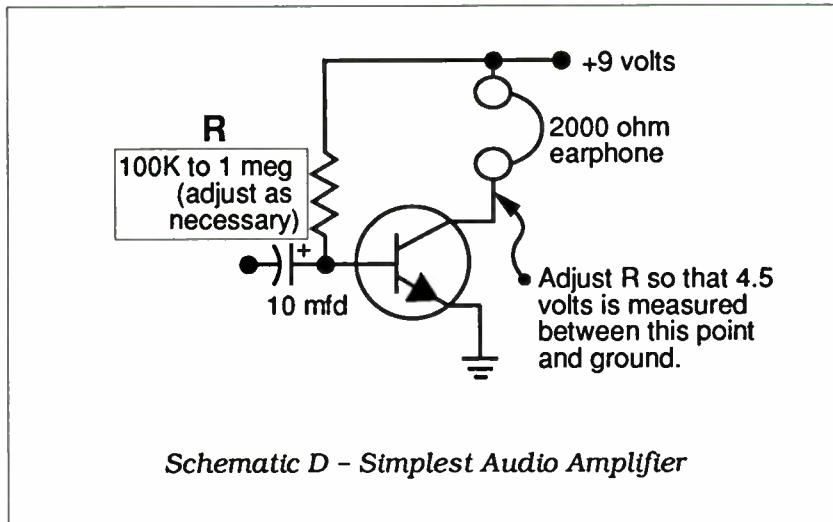 +9 volts
R
100K to 1 meg
(adjust as
necessary)
2000 ohm
earphone
+
10 mfd
Adjust R so that 4.5
volts is measured
between this point
and ground.
Schematic D – Simplest Audio Amplifier